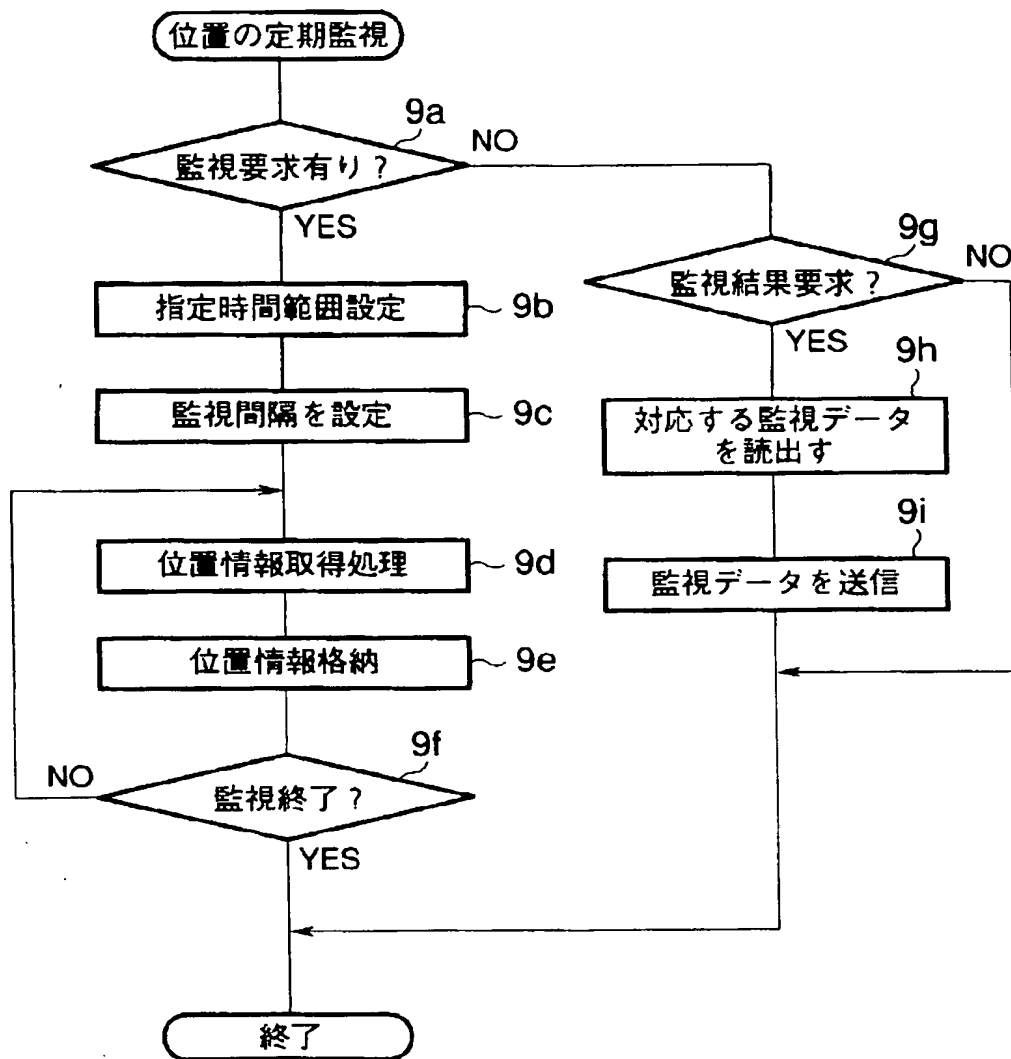 位置の定期監視
9a
監視要求有り?
NO
YES
指定時間範囲設定
9b
監視間隔を設定
9c
位置情報取得処理
9d
位置情報格納
9e
9f
監視終了?
NO
YES
9g
監視結果要求?
NO
YES
9h
対応する監視データ
を読出す
9i
監視データを送信
終了